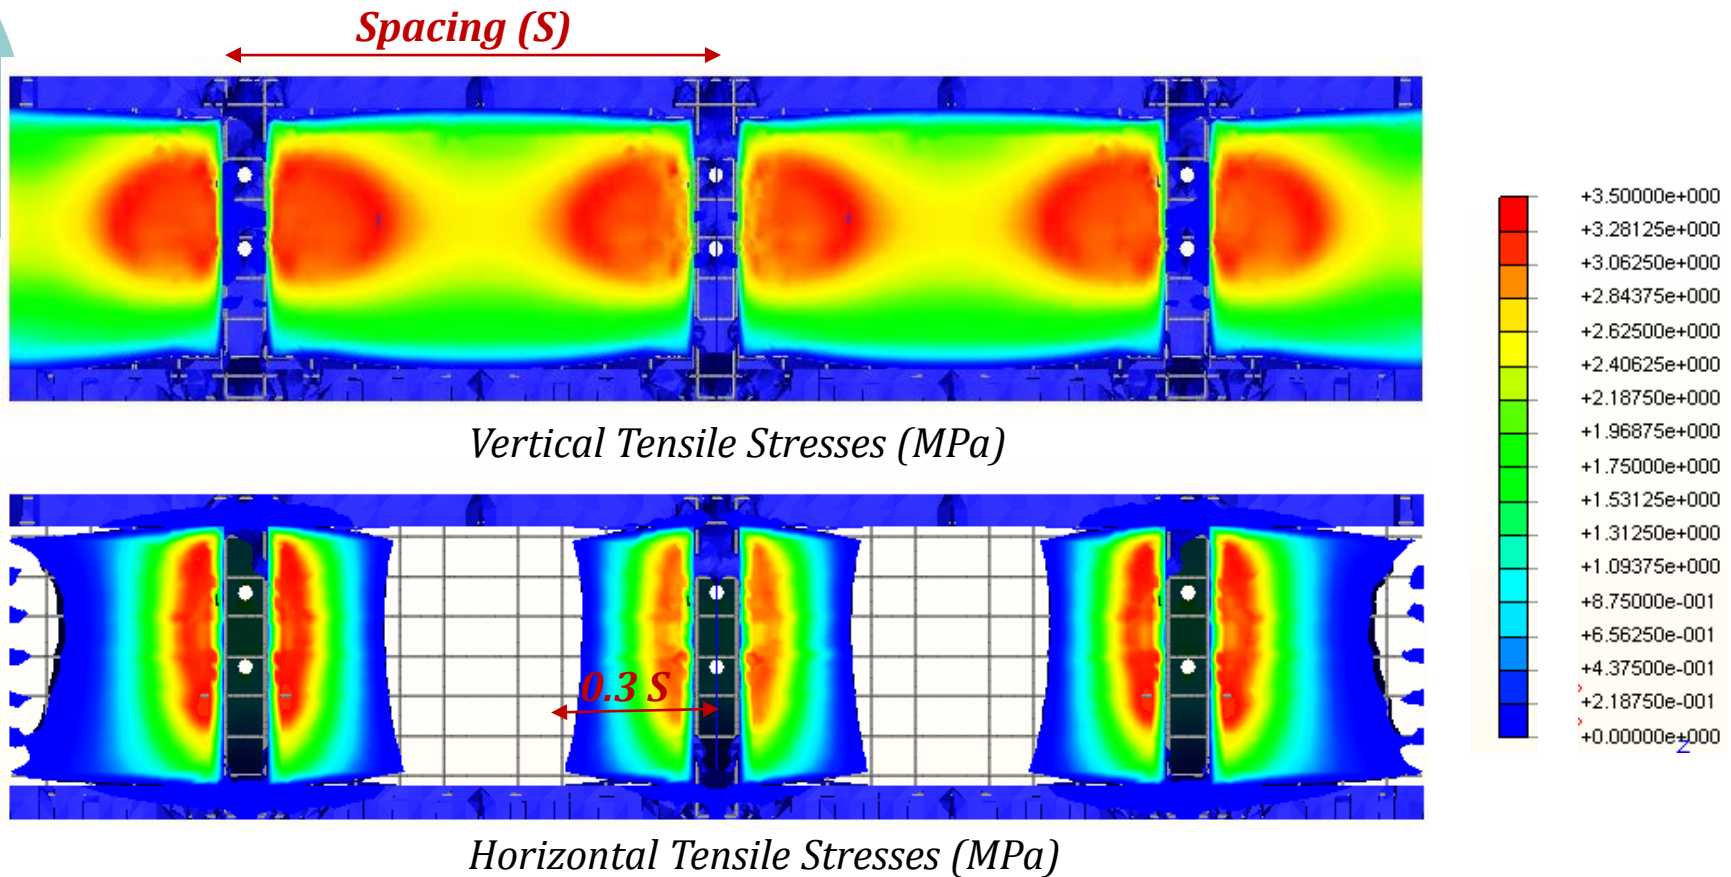 Spacing (S)
Vertical Tensile Stresses (MPa)
0.3 S
Horizontal Tensile Stresses (MPa)
+3.50000e+000
+3.28125e+000
+3.06250e+000
+2.84375e+000
+2.62500e+000
+2.40625e+000
+2.18750e+000
+1.96875e+000
+1.75000e+000
+1.53125e+000
+1.31250e+000
+1.09375e+000
+8.75000e-001
+6.56250e-001
+4.37500e-001
+2.18750e-001
+0.00000e+000
Z